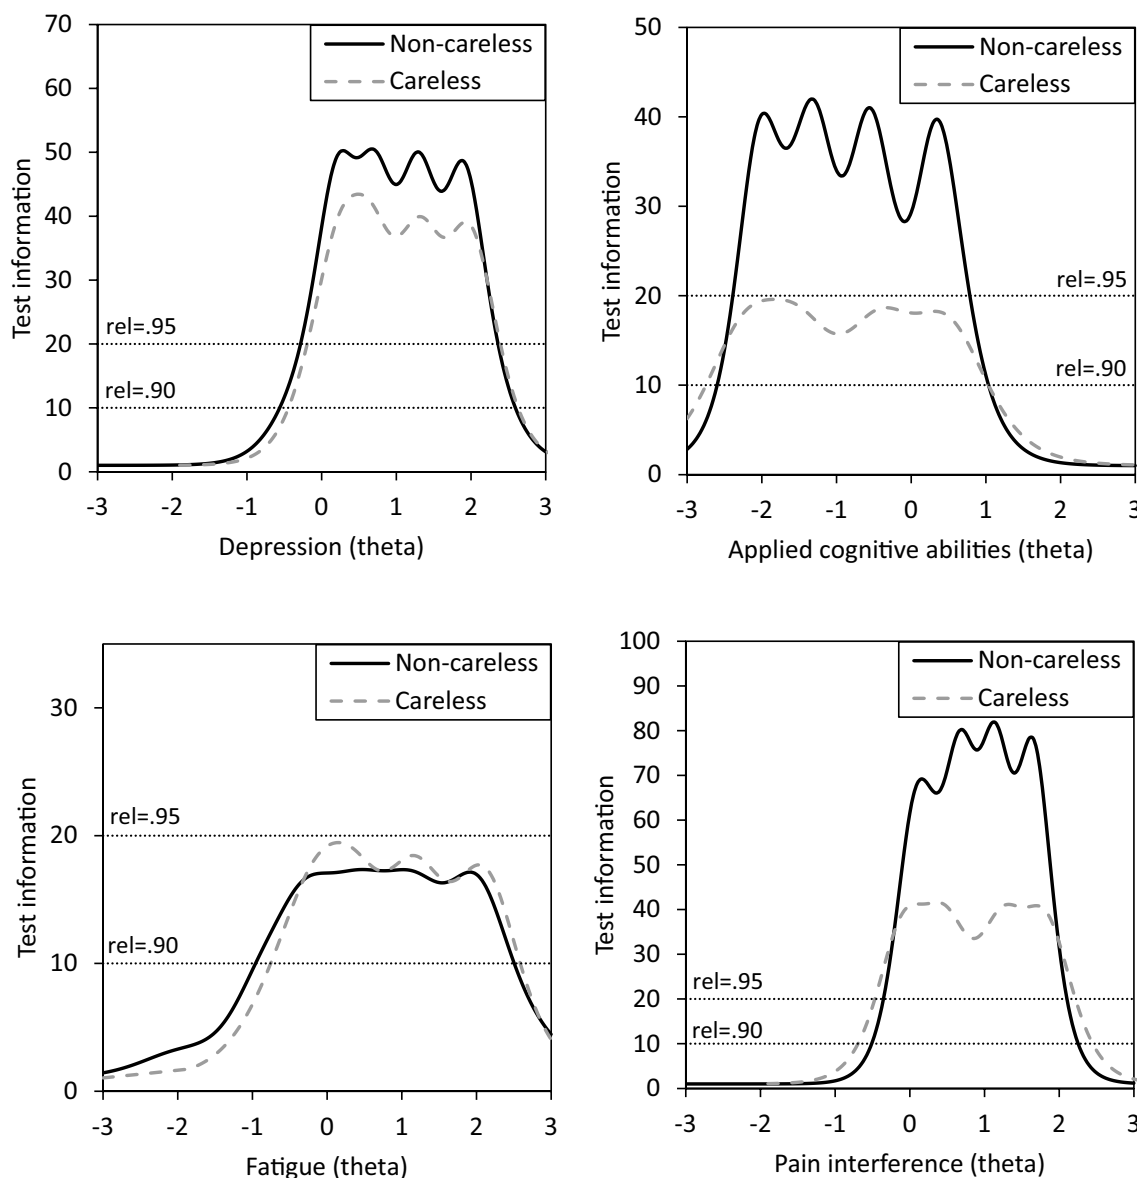 70
60
50
40
30
20
10
0
Test information
Non-careless
Careless
rel=.95
rel=.90
-3 -2 -1 0 1 2 3
Depression (theta)
50
40
30
20
10
0
Test information
Non-careless
Careless
rel=.95
rel=.90
-3 -2 -1 0 1 2 3
Applied cognitive abilities (theta)
30
20
10
0
Test information
Non-careless
Careless
rel=.95
rel=.90
-3 -2 -1 0 1 2 3
Fatigue (theta)
100
90
80
70
60
50
40
30
20
10
0
Test information
Non-careless
Careless
rel=.95
rel=.90
-3 -2 -1 0 1 2 3
Pain interference (theta)